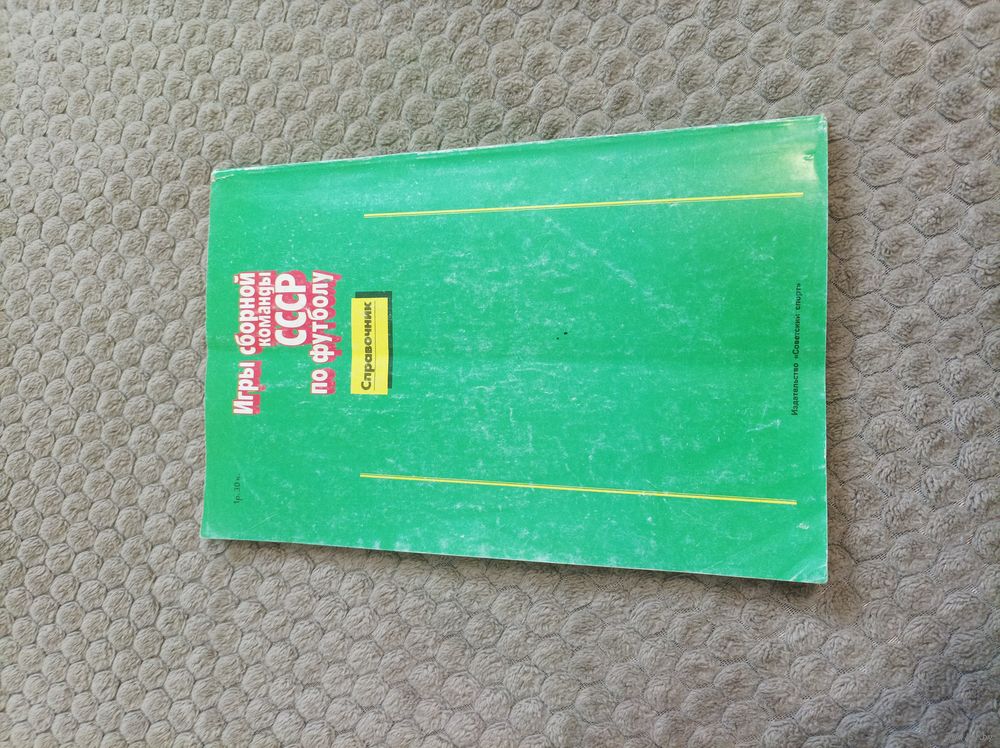 1р. 30 к.
Игры сборной
команды
СССР
по футболу
Справочник
Издательство «Советский спорт»